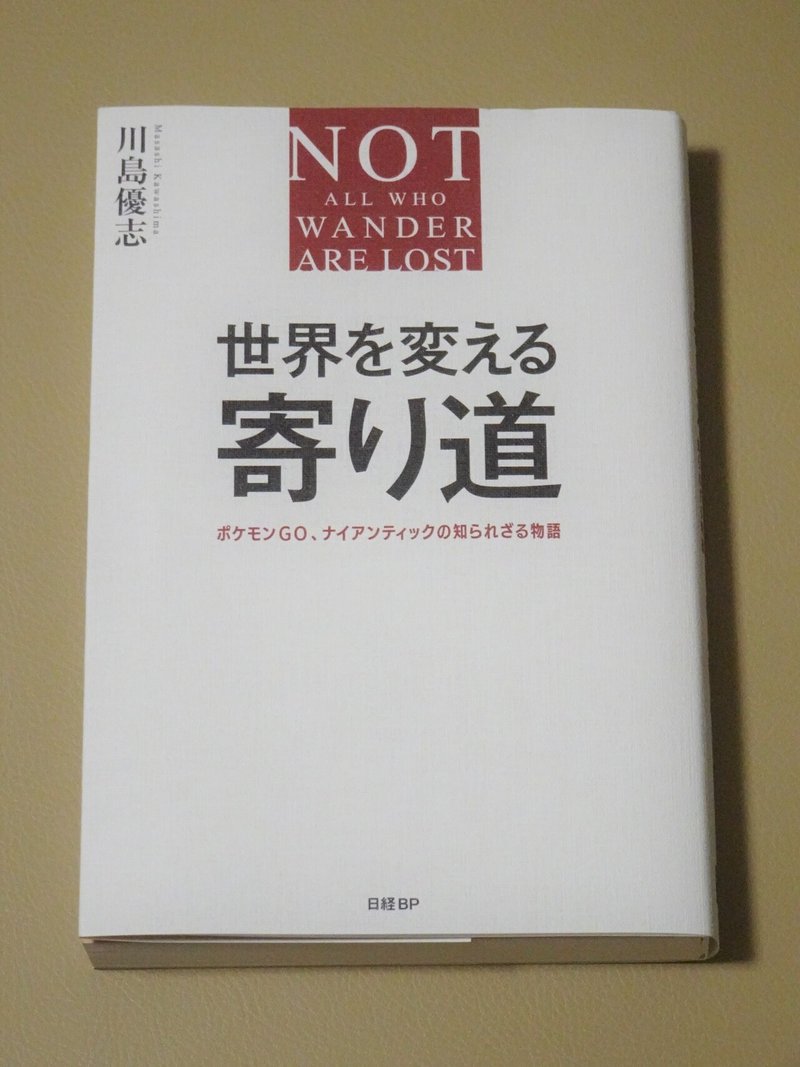 川島優志
Masashi Kawashima
NOT
ALL WHO
WANDER
ARE LOST
世界を変える
寄り道
ポケモンGO、ナイアンティックの知られざる物語
日経BP